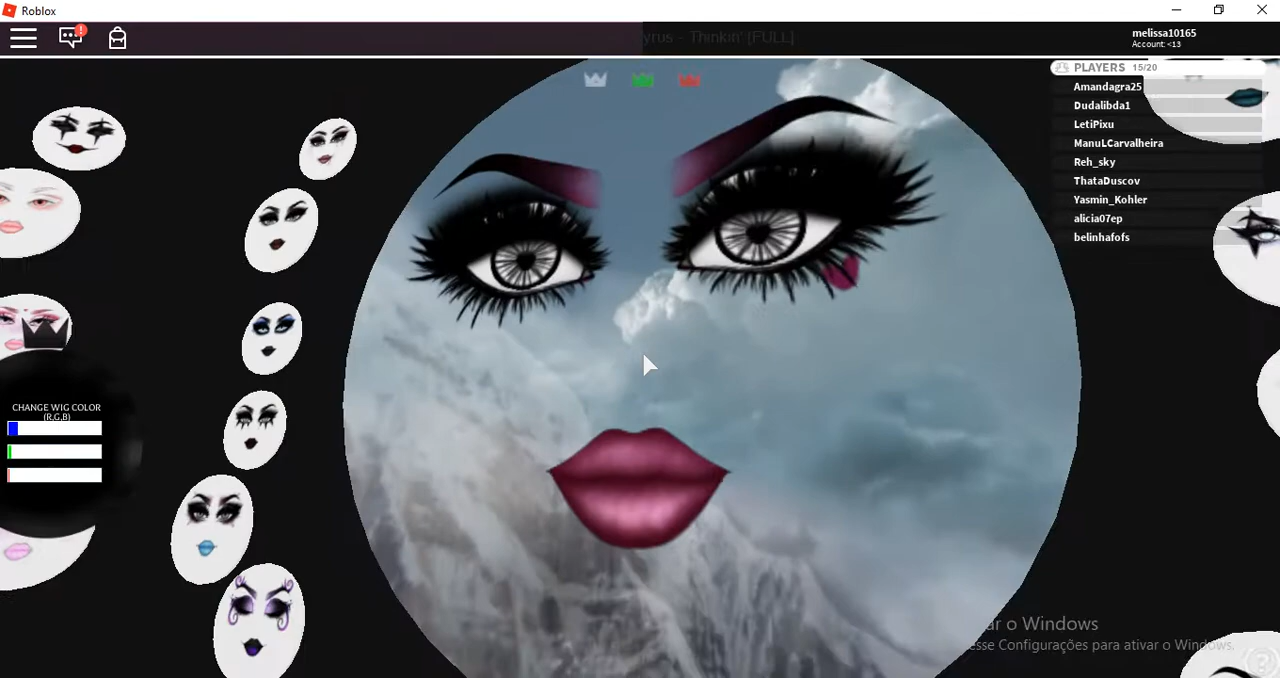 Roblox
yrus - Thinkin' [FULL]
melissa10165
Account: <13
PLAYERS 15/20
Amandagra25
Dudalibda1
LetiPixu
ManuLCarvalheira
Reh_sky
ThataDuscov
Yasmin_Kohler
alicia07ep
belinhafofs
CHANGE WIG COLOR
(R,G,B)
ar o Windows
esse Configurações para ativar o Windows.